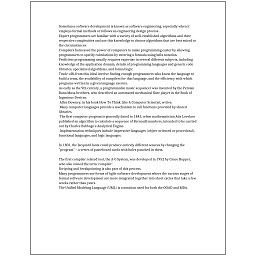 Sometimes software development is known as software engineering, especially when it
employs formal methods or follows an engineering design process.
Expert programmers are familiar with a variety of well-established algorithms and their
respective complexities and use this knowledge to choose algorithms that are best suited to
the circumstances.
Compilers harnessed the power of computers to make programming easier by allowing
programmers to specify calculations by entering a formula using infix notation.
Proficient programming usually requires expertise in several different subjects, including
knowledge of the application domain, details of programming languages and generic code
libraries, specialized algorithms, and formal logic.
Trade-offs from this ideal involve finding enough programmers who know the language to
build a team, the availability of compilers for that language, and the efficiency with which
programs written in a given language execute.
As early as the 9th century, a programmable music sequencer was invented by the Persian
Banu Musa brothers, who described an automated mechanical flute player in the Book of
Ingenious Devices.
Allen Downey, in his book How To Think Like A Computer Scientist, writes:
Many computer languages provide a mechanism to call functions provided by shared
libraries.
The first computer program is generally dated to 1843, when mathematician Ada Lovelace
published an algorithm to calculate a sequence of Bernoulli numbers, intended to be carried
out by Charles Babbage's Analytical Engine.
Implementation techniques include imperative languages (object-oriented or procedural),
functional languages, and logic languages.
In 1801, the Jacquard loom could produce entirely different weaves by changing the
"program" – a series of pasteboard cards with holes punched in them.
The first compiler related tool, the A-0 System, was developed in 1952 by Grace Hopper,
who also coined the term 'compiler'.
Scripting and breakpointing is also part of this process.
Many programmers use forms of Agile software development where the various stages of
formal software development are more integrated together into short cycles that take a few
weeks rather than years.
The Unified Modeling Language (UML) is a notation used for both the OOAD and MDA.